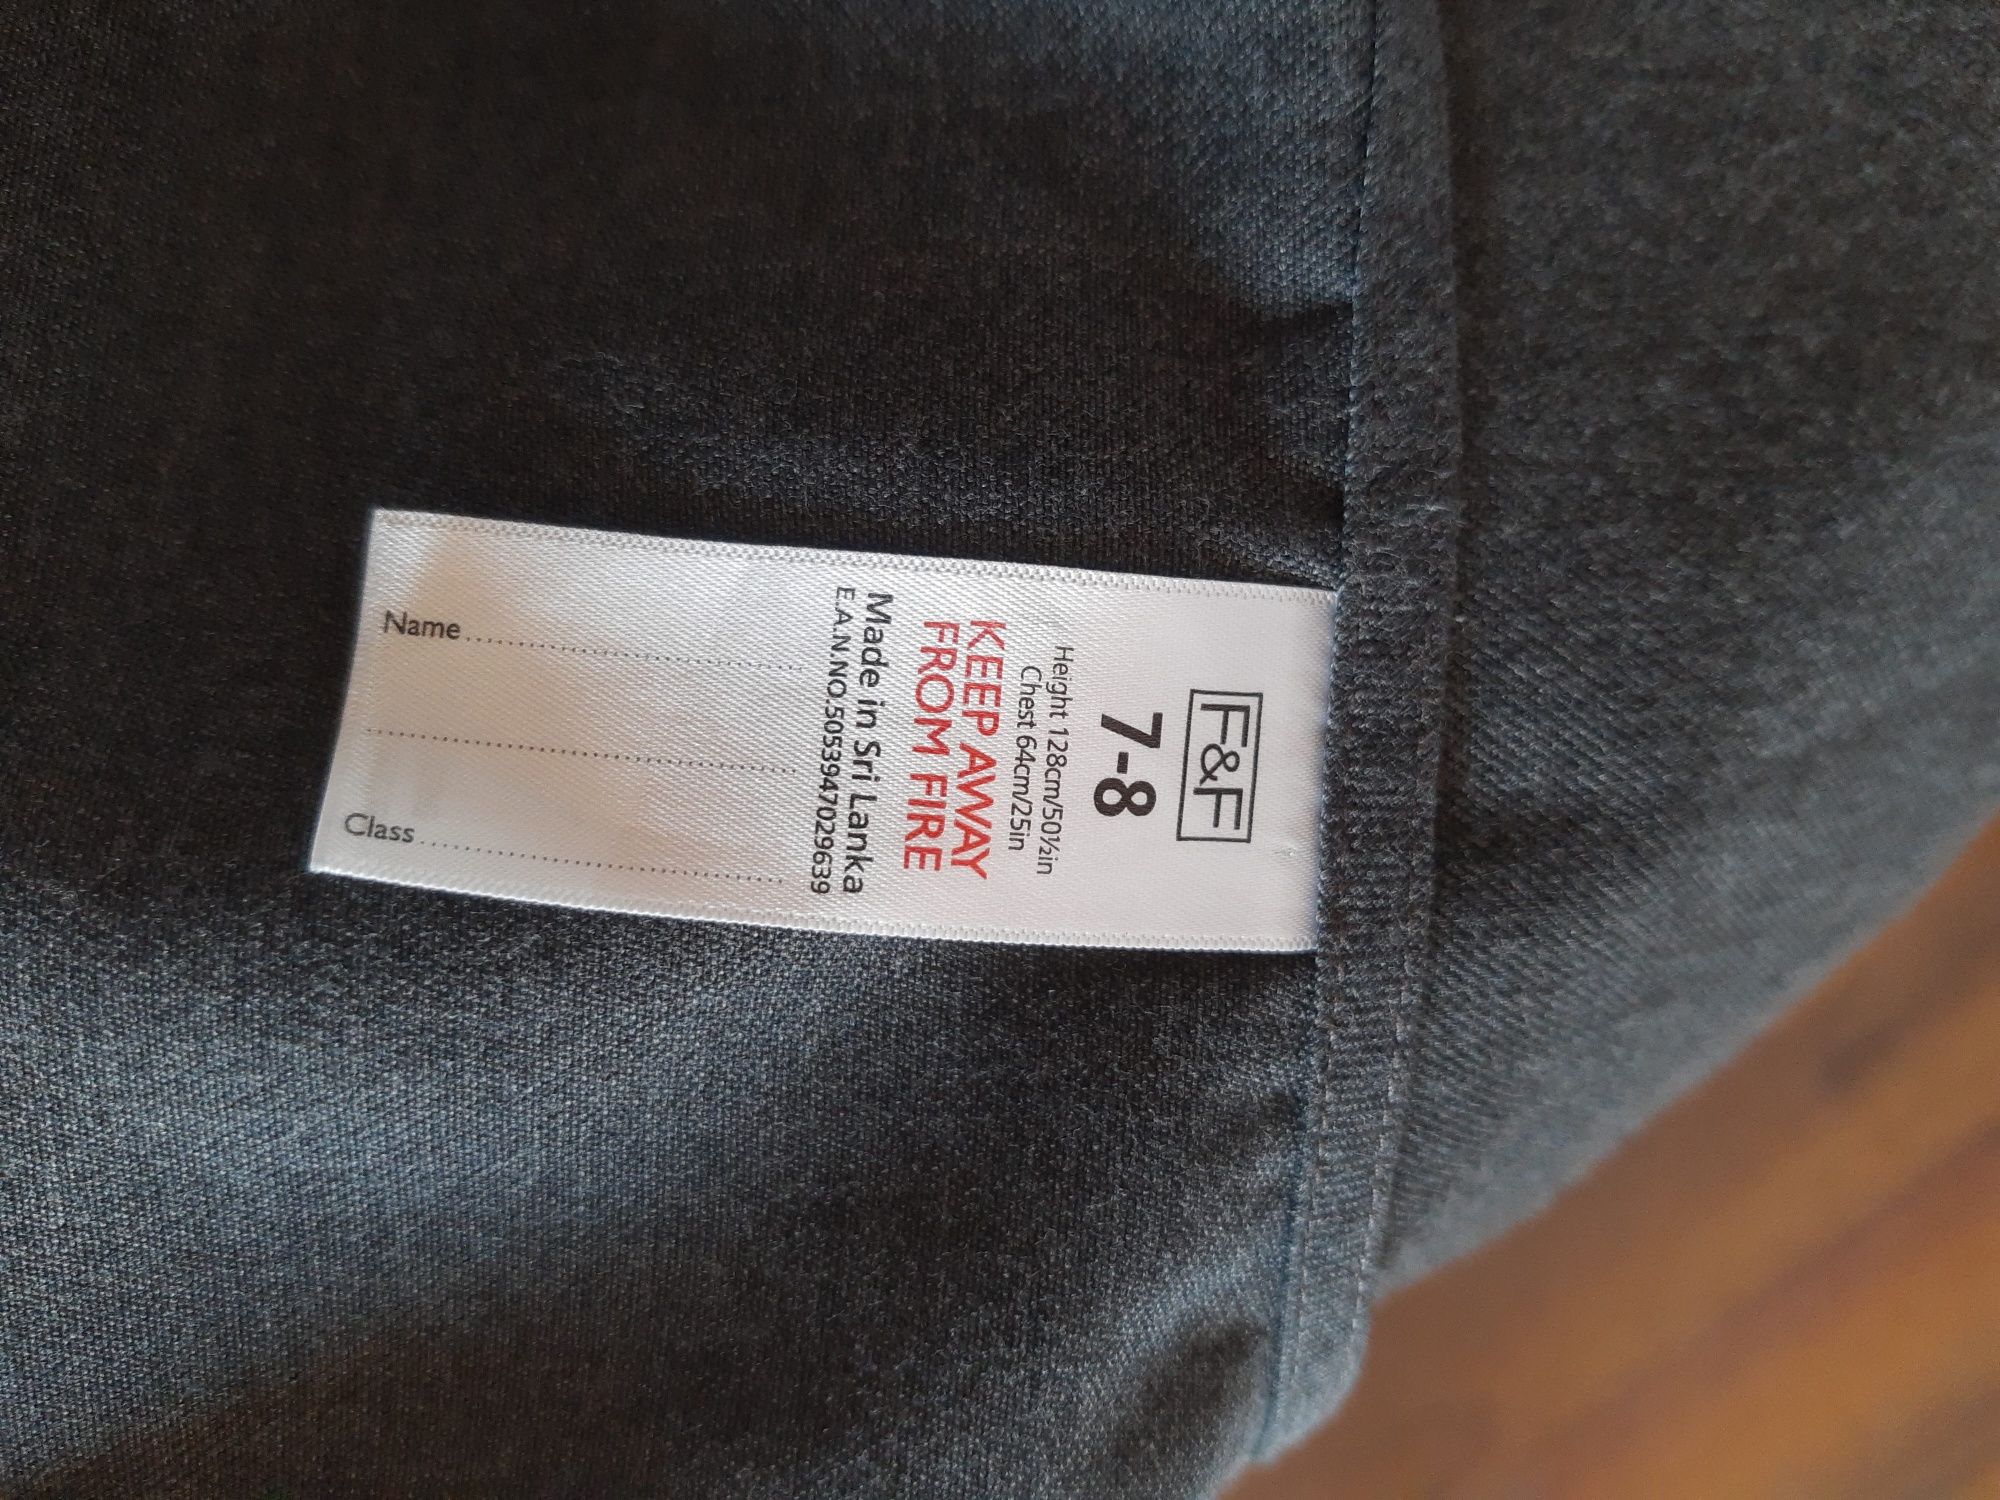 F&F
7-8
Height 128cm/50½in
Chest 64cm/25in
KEEP AWAY
FROM FIRE
Made in Sri Lanka
E.A.N.NO.5053947029639
Name
Class